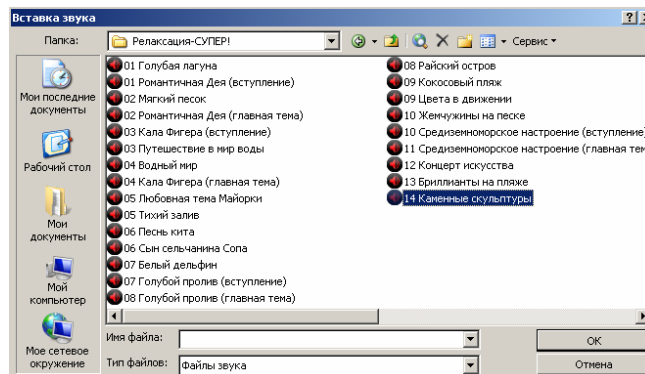 Вставка звука
Папка:
Релаксация-СУПЕР!
Сервис
Мои последние
документы
Рабочий стол
Мои
документы
Мой
компьютер
Мое сетевое
окружение
01 Голубая лагуна
01 Романтичная Дея (вступление)
02 Мягкий песок
02 Романтичная Дея (главная тема)
03 Кала Фигера (вступление)
03 Путешествие в мир воды
04 Водный мир
04 Кала Фигера (главная тема)
05 Любовная тема Майорки
05 Тихий залив
06 Песнь кита
06 Сын сельчанина Сопа
07 Белый дельфин
07 Голубой пролив (вступление)
08 Голубой пролив (главная тема)
08 Райский остров
09 Кокосовый пляж
09 Цвета в движении
10 Жемчужины на песке
10 Средиземноморское настроение (вступление)
11 Средиземноморское настроение (главная тем
12 Концерт искусства
13 Бриллианты на пляже
14 Каменные скульптуры
Имя файла:
OK
Тип файлов:
Файлы звука
Отмена